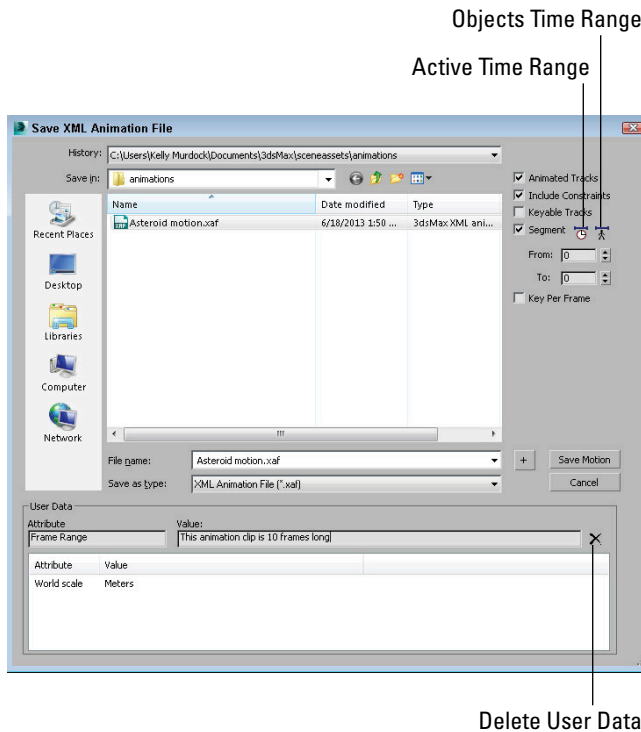 Objects Time Range
Active Time Range
Save XML Animation File
History: C:\Users\Kelly Murdock\Documents\3dsMax\sceneassets\animations
Save in: animations
Animated Tracks
Include Constraints
Keyable Tracks
Segment
From: 0
To: 0
Key Per Frame
Recent Places
Desktop
Libraries
Computer
Network
Name Date modified Type
Asteroid motion.xaf 6/18/2013 1:50 ... 3dsMax XML ani...
File name: Asteroid motion.xaf + Save Motion
Save as type: XML Animation File (*.xaf) Cancel
User Data
Attribute Value:
Frame Range This animation clip is 10 frames long
Attribute Value
World scale Meters
Delete User Data